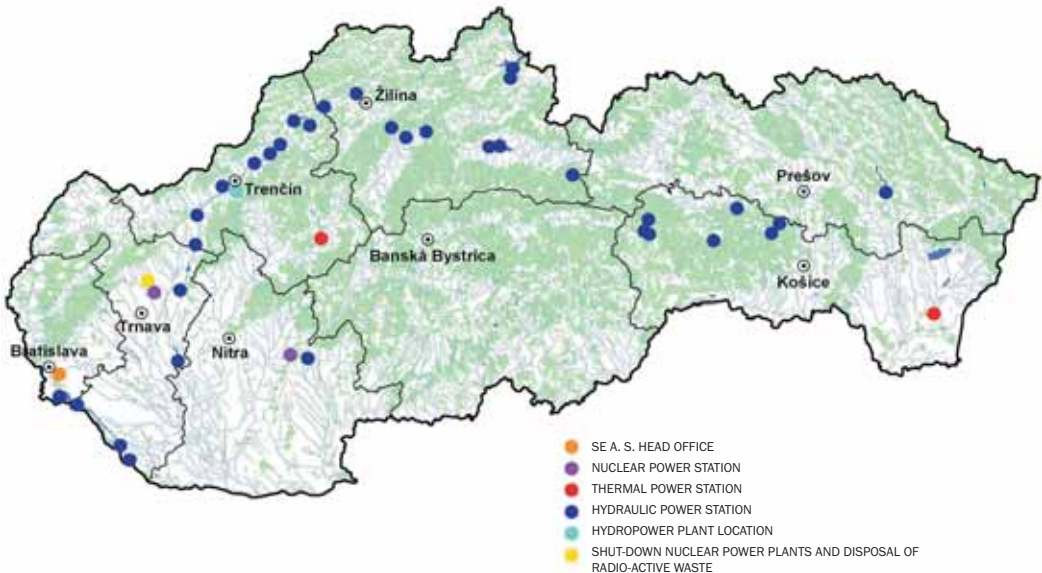 Žilina
Trenčín
Prešov
Banská Bystrica
Košice
Trnava
Nitra
Bratislava
SE A. S. HEAD OFFICE
NUCLEAR POWER STATION
THERMAL POWER STATION
HYDRAULIC POWER STATION
HYDROPOWER PLANT LOCATION
SHUT-DOWN NUCLEAR POWER PLANTS AND DISPOSAL OF
RADIO-ACTIVE WASTE